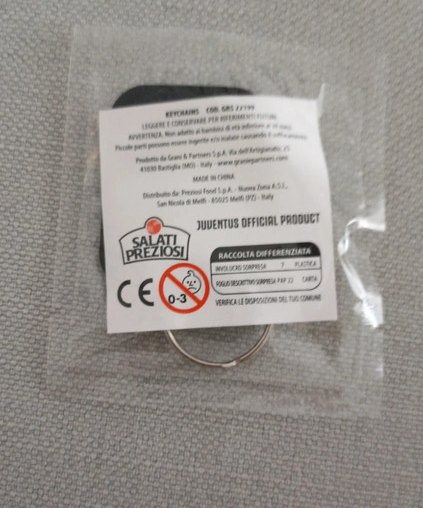 KEYCHAINS COD. GRS 22199
LEGGERE E CONSERVARE PER RIFERIMENTI FUTURI
AVVERTENZA. Non adatto ai bambini di età inferiore ai 36 mesi
Piccole parti possono essere ingerite e/o inalate causando il soffocamento
Prodotto da Grani & Partners S.p.A. Via dell'Artigianato, 25
41030 Bastiglia (MO) - Italy - www.graniepartners.com
MADE IN CHINA
Distribuito da: Preziosi Food S.p.A. - Nuova Zona A.S.I.,
San Nicola di Melfi - 85025 Melfi (PZ) - Italy
JUVENTUS OFFICIAL PRODUCT
SALATI
PREZIOSI
CE
0-3
RACCOLTA DIFFERENZIATA
INVOLUCRO SORPRESA 7 PLASTICA
FOGLIO DESCRITTIVO SORPRESA PAP 22 CARTA
VERIFICA LE DISPOSIZIONI DEL TUO COMUNE